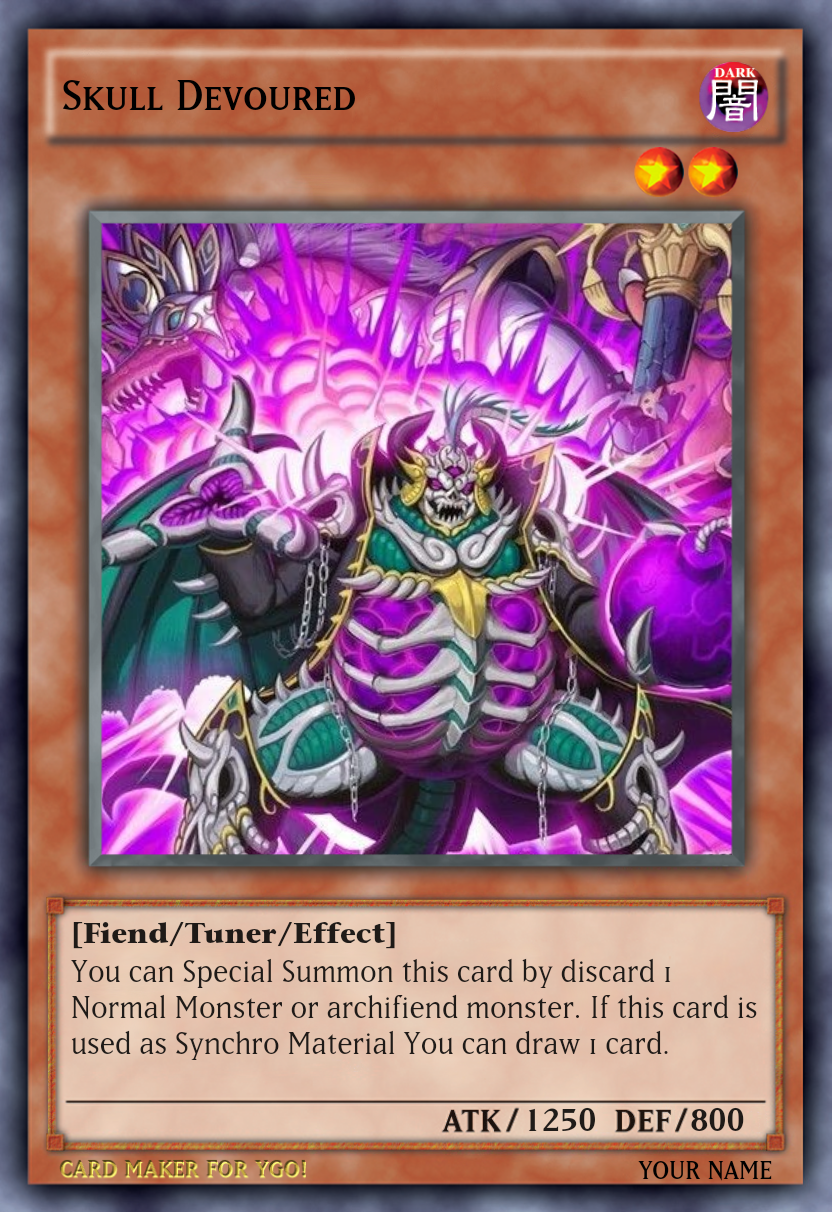 Skull Devoured
DARK
闇
[Fiend/Tuner/Effect]
You can Special Summon this card by discard 1
Normal Monster or archifiend monster. If this card is
used as Synchro Material You can draw 1 card.
ATK/1250 DEF/800
CARD MAKER FOR YGO!
YOUR NAME